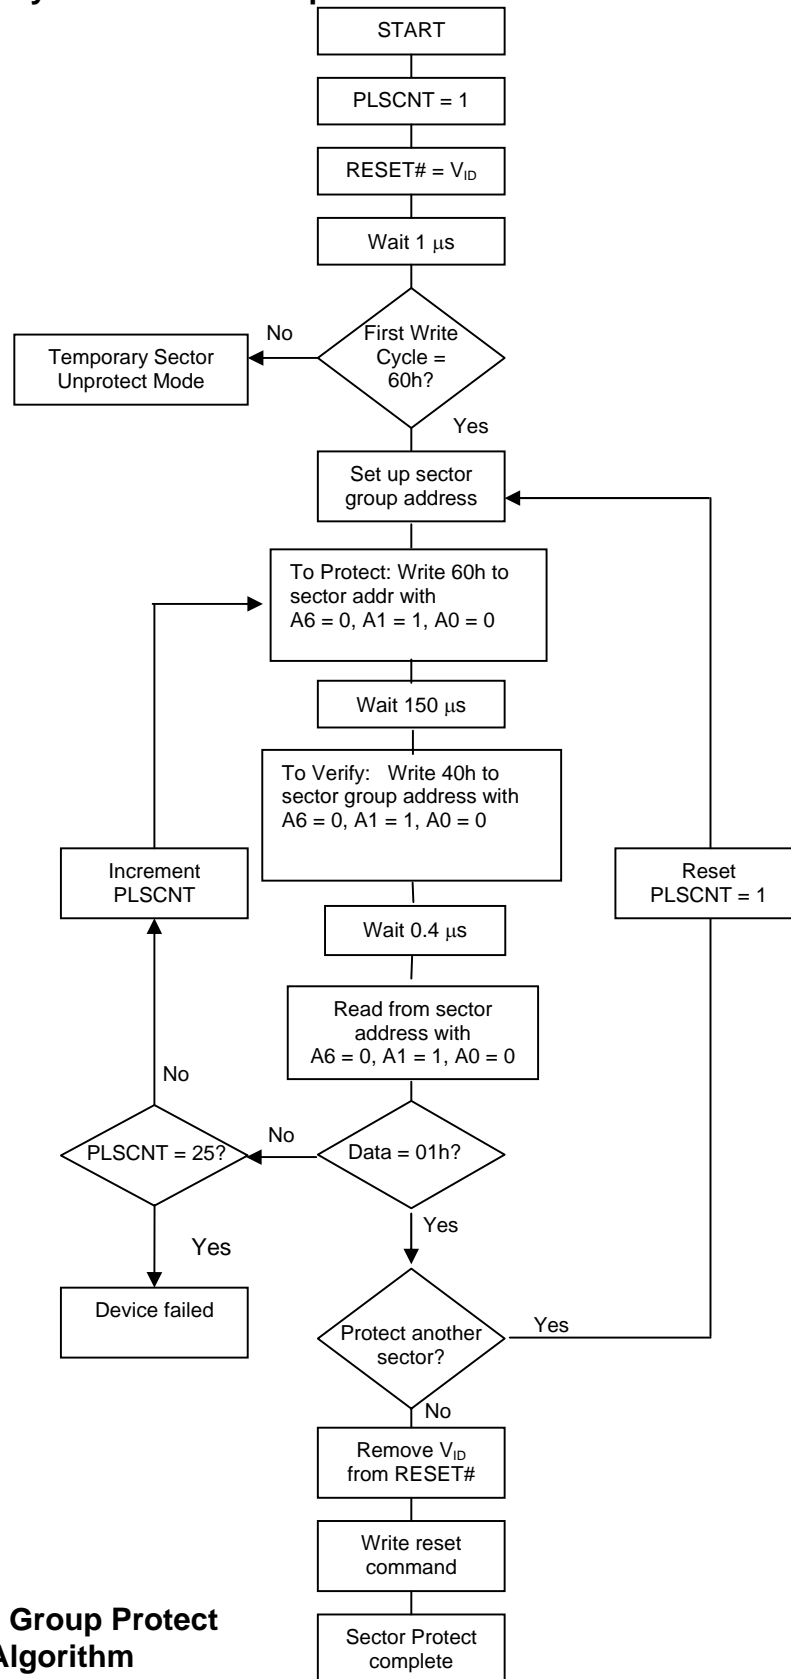 START
PLSCNT = 1
RESET# = VID
Wait 1 μs
First Write
Cycle =
60h?
No
Temporary Sector
Unprotect Mode
Yes
Set up sector
group address
To Protect: Write 60h to
sector addr with
A6 = 0, A1 = 1, A0 = 0
Wait 150 μs
To Verify: Write 40h to
sector group address with
A6 = 0, A1 = 1, A0 = 0
Increment
PLSCNT
Reset
PLSCNT = 1
Wait 0.4 μs
Read from sector
address with
A6 = 0, A1 = 1, A0 = 0
No
PLSCNT = 25?
No
Data = 01h?
Yes
Yes
Device failed
Protect another
sector?
Yes
No
Remove VID
from RESET#
Write reset
command
Group Protect
Algorithm
Sector Protect
complete